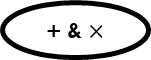 + & ×